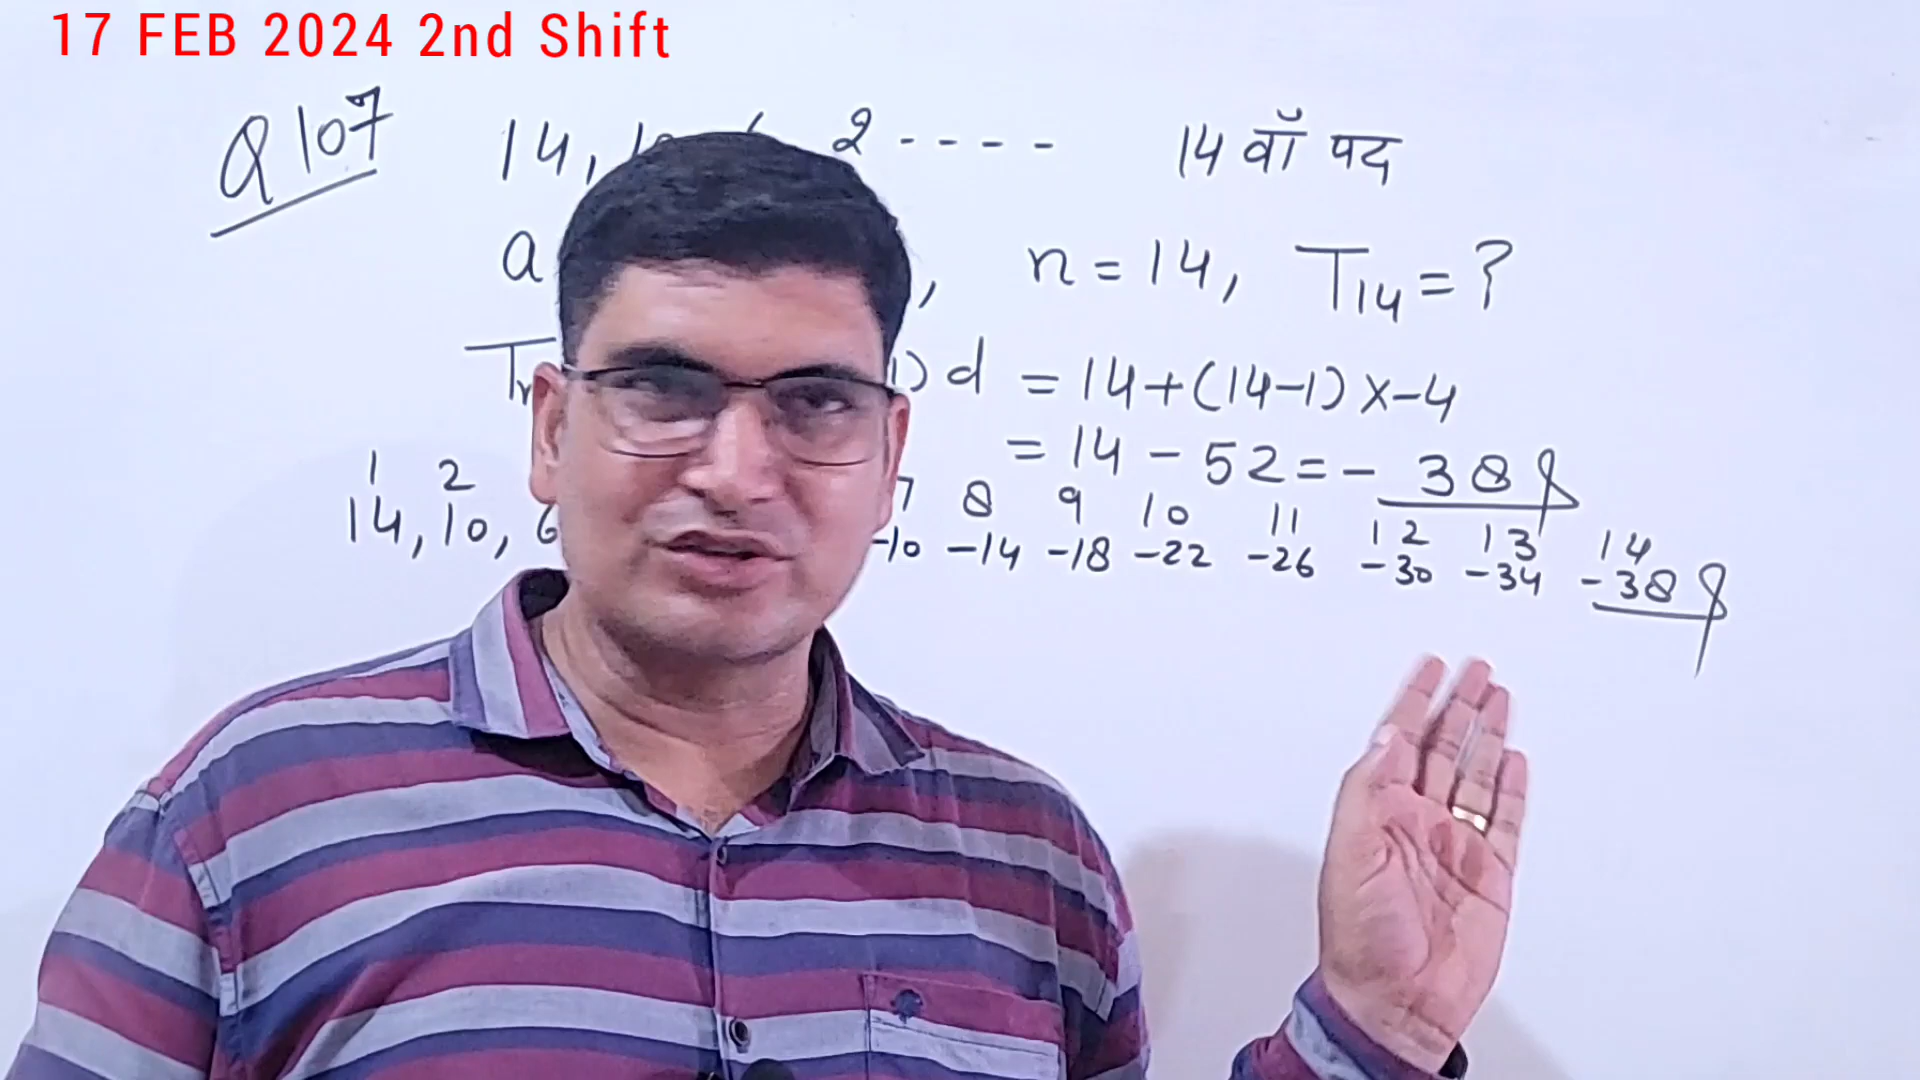 17 FEB 2024 2nd Shift
Q 107 14, 2 - - - - 14 वाँ पद
a , n = 14, T14 = ?
) d = 14 + (14-1) x -4
= 14 - 52 = - 38
1 2 7 8 9 10 11 12 13 14
14, 10, 6 -10 -14 -18 -22 -26 -30 -34 -38